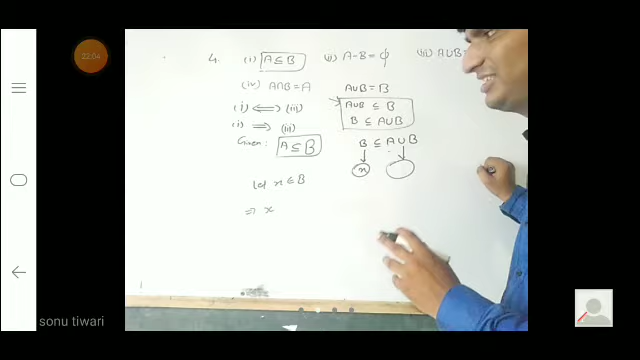 22:04
4. (i) A ⊆ B (ii) A-B = ϕ (iii) A∪B=
(iv) A∩B = A A∪B = B
(i) ⟺ (iii) A∪B ⊆ B
(i) ⟹ (iii) B ⊆ A∪B
Given: A ⊆ B B ⊆ A∪B
x
let x ∈ B
⇒ x
sonu tiwari